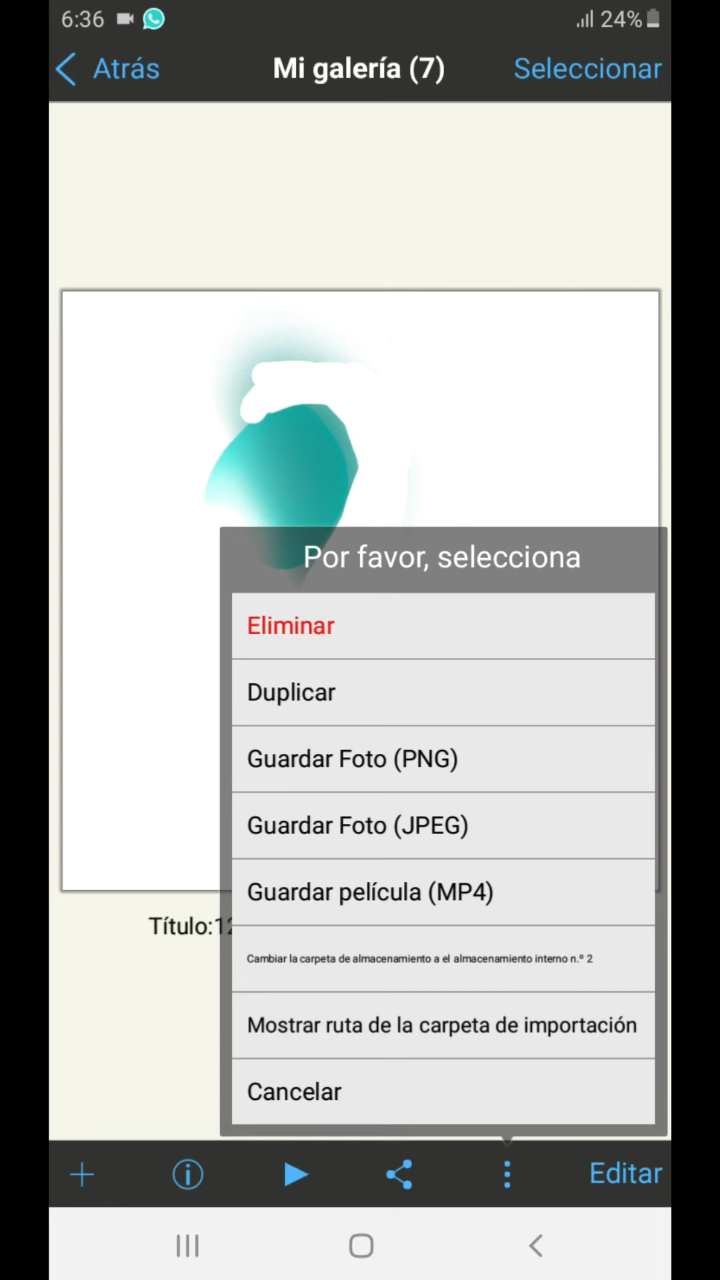 6:36 24%
Atrás Mi galería (7) Seleccionar
Por favor, selecciona
Eliminar
Duplicar
Guardar Foto (PNG)
Guardar Foto (JPEG)
Guardar película (MP4)
Título:12
Cambiar la carpeta de almacenamiento a el almacenamiento interno n.º 2
Mostrar ruta de la carpeta de importación
Cancelar
Editar